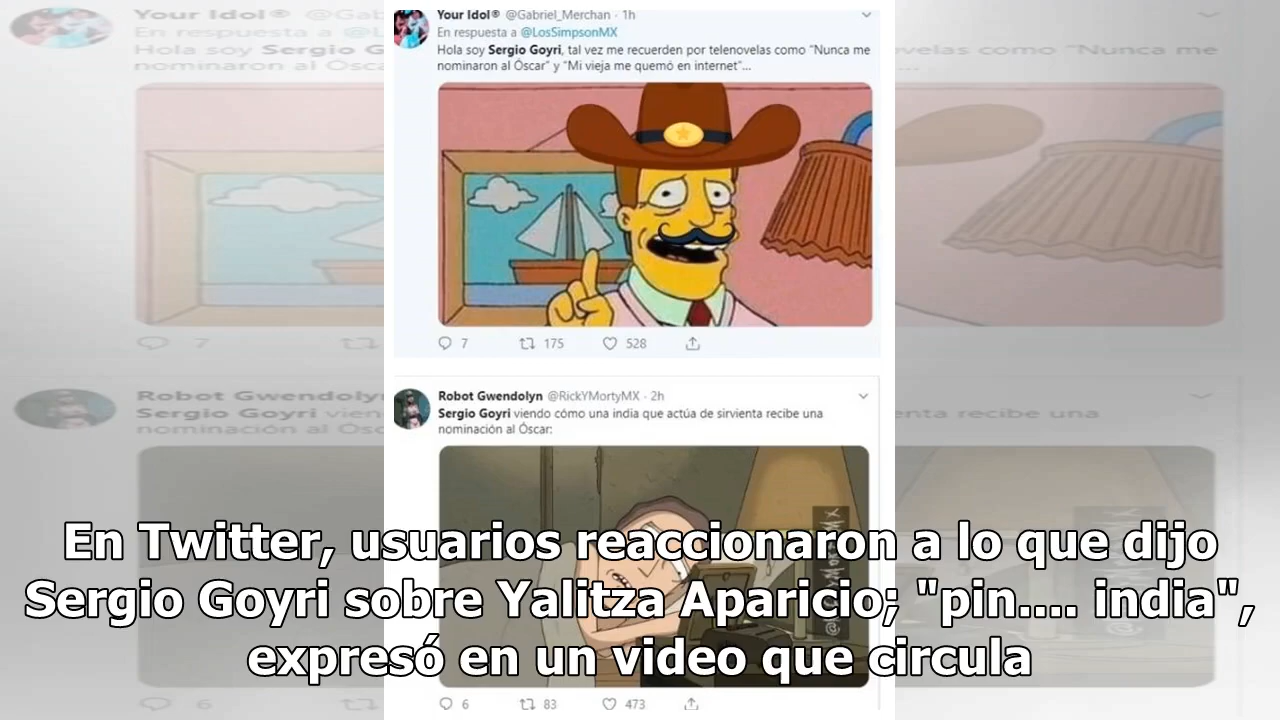 Your Idol® @Gabriel_Merchan · 1h
En respuesta a @LosSimpsonMX
Hola soy Sergio Goyri, tal vez me recuerden por telenovelas como "Nunca me
nominaron al Óscar" y "Mi vieja me quemó en internet"...
7 175 528
Robot Gwendolyn @RickYMortyMX · 2h
Sergio Goyri viendo cómo una india que actúa de sirvienta recibe una
nominación al Óscar:
En Twitter, usuarios reaccionaron a lo que dijo
Sergio Goyri sobre Yalitza Aparicio; "pin.... india",
expresó en un video que circula
6 83 473